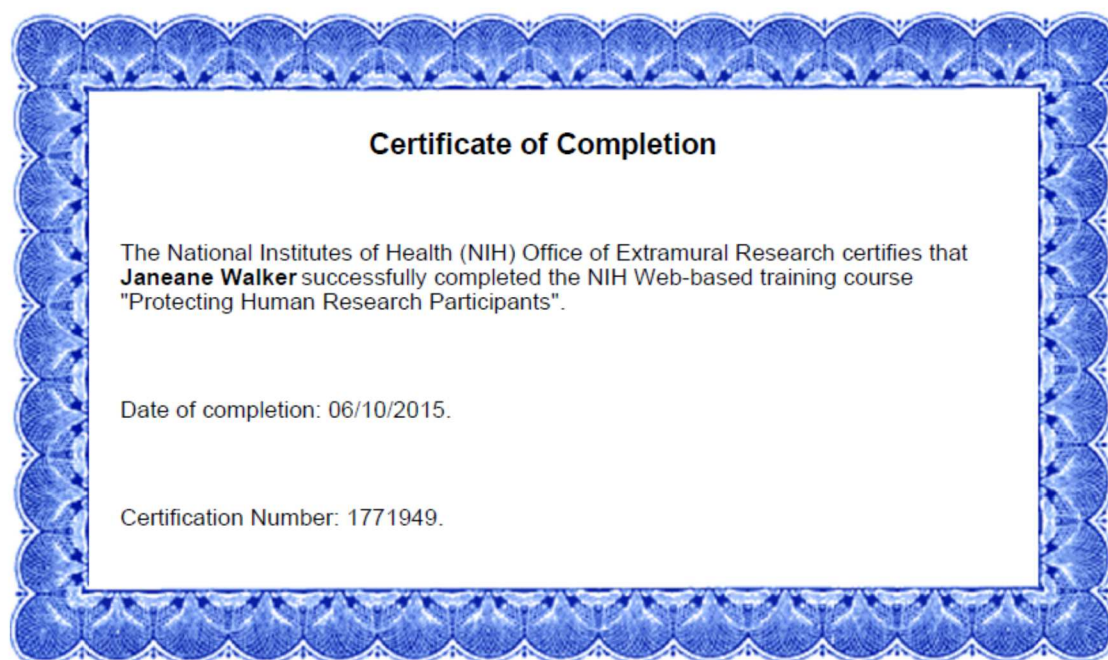 Certificate of Completion
The National Institutes of Health (NIH) Office of Extramural Research certifies that
Janeane Walker successfully completed the NIH Web-based training course
"Protecting Human Research Participants".
Date of completion: 06/10/2015.
Certification Number: 1771949.